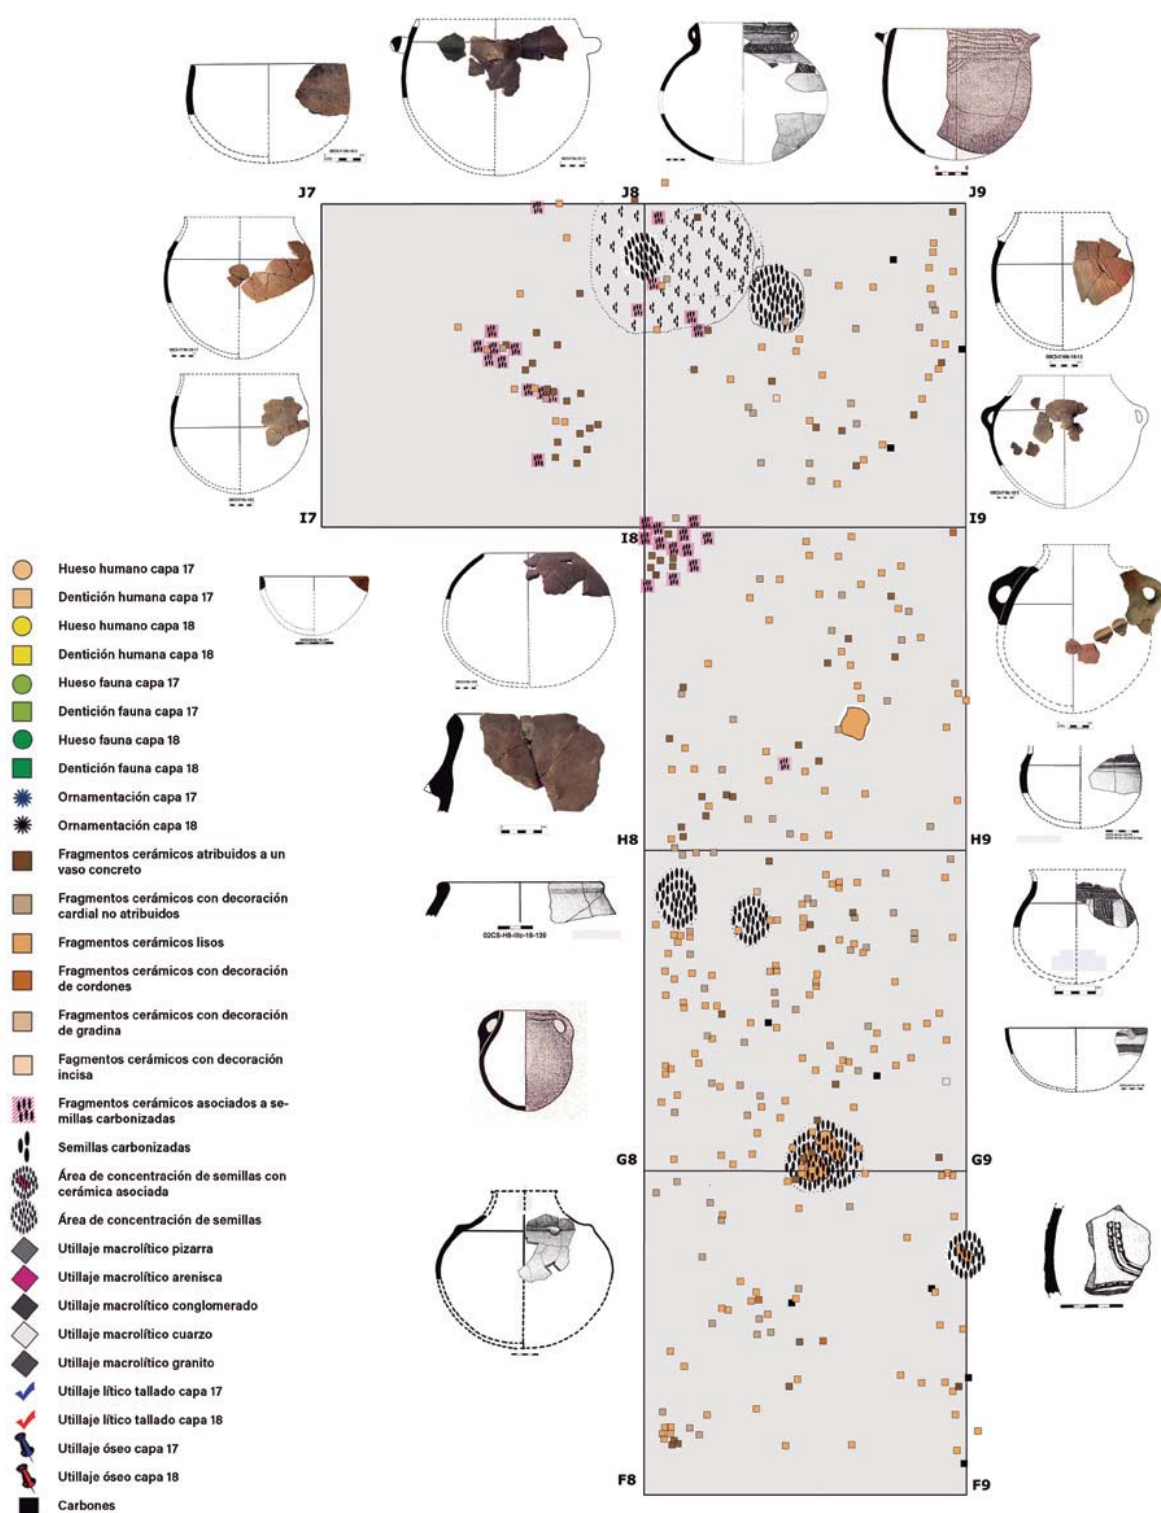 J7
J8
J9
I7
I8
I9
Hueso humano capa 17
Dentición humana capa 17
Hueso humano capa 18
Dentición humana capa 18
Hueso fauna capa 17
Dentición fauna capa 17
Hueso fauna capa 18
Dentición fauna capa 18
Ornamentación capa 17
Ornamentación capa 18
Fragmentos cerámicos atribuidos a un
vaso concreto
Fragmentos cerámicos con decoración
cardial no atribuidos
Fragmentos cerámicos lisos
Fragmentos cerámicos con decoración
de cordones
Fragmentos cerámicos con decoración
de gradina
Fagmentos cerámicos con decoración
incisa
Fragmentos cerámicos asociados a se-
millas carbonizadas
Semillas carbonizadas
Área de concentración de semillas con
cerámica asociada
Área de concentración de semillas
Utillaje macrolítico pizarra
Utillaje macrolítico arenisca
Utillaje macrolítico conglomerado
Utillaje macrolítico cuarzo
Utillaje macrolítico granito
Utillaje lítico tallado capa 17
Utillaje lítico tallado capa 18
Utillaje óseo capa 17
Utillaje óseo capa 18
Carbones
H8
H9
02CS-H8-IIIc-18-139
G8
G9
F8
F9